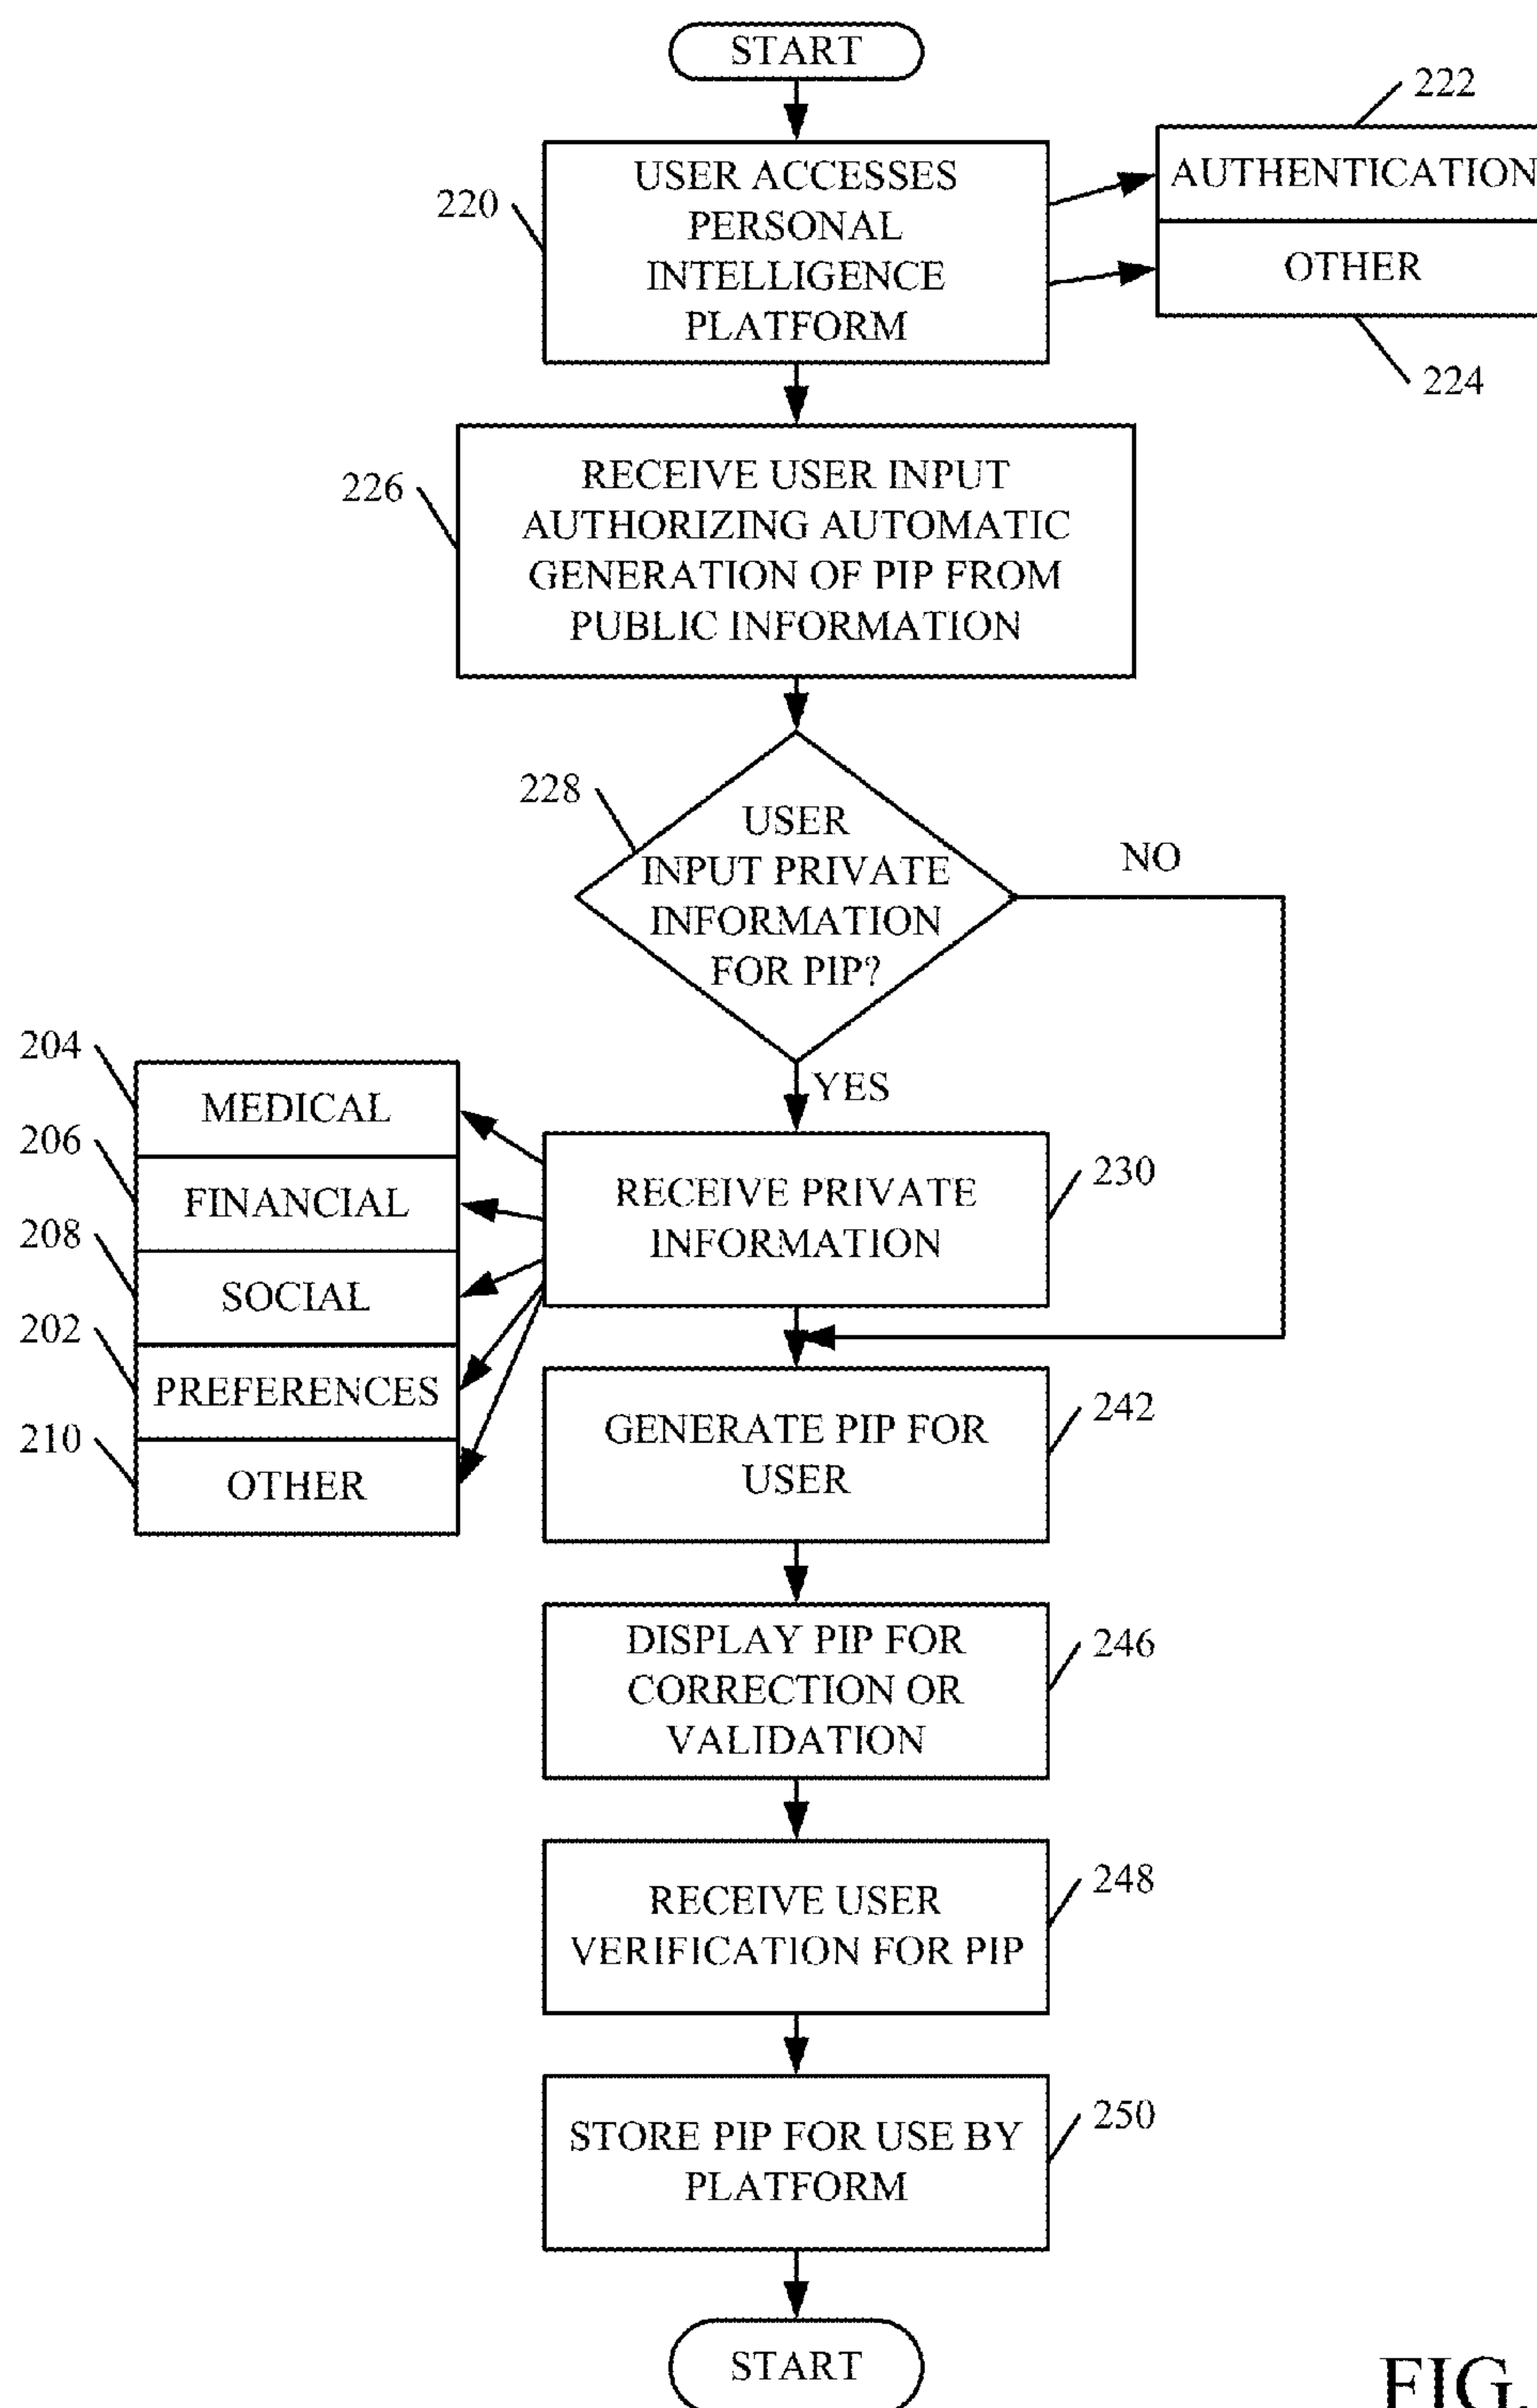 START
222
AUTHENTICATION
220
USER ACCESSES
PERSONAL
INTELLIGENCE
PLATFORM
OTHER
224
226
RECEIVE USER INPUT
AUTHORIZING AUTOMATIC
GENERATION OF PIP FROM
PUBLIC INFORMATION
228
USER
INPUT PRIVATE
INFORMATION
FOR PIP?
NO
YES
204
MEDICAL
206
FINANCIAL
208
SOCIAL
202
PREFERENCES
210
OTHER
RECEIVE PRIVATE
INFORMATION
230
GENERATE PIP FOR
USER
242
DISPLAY PIP FOR
CORRECTION OR
VALIDATION
246
RECEIVE USER
VERIFICATION FOR PIP
248
STORE PIP FOR USE BY
PLATFORM
250
START
FIG.